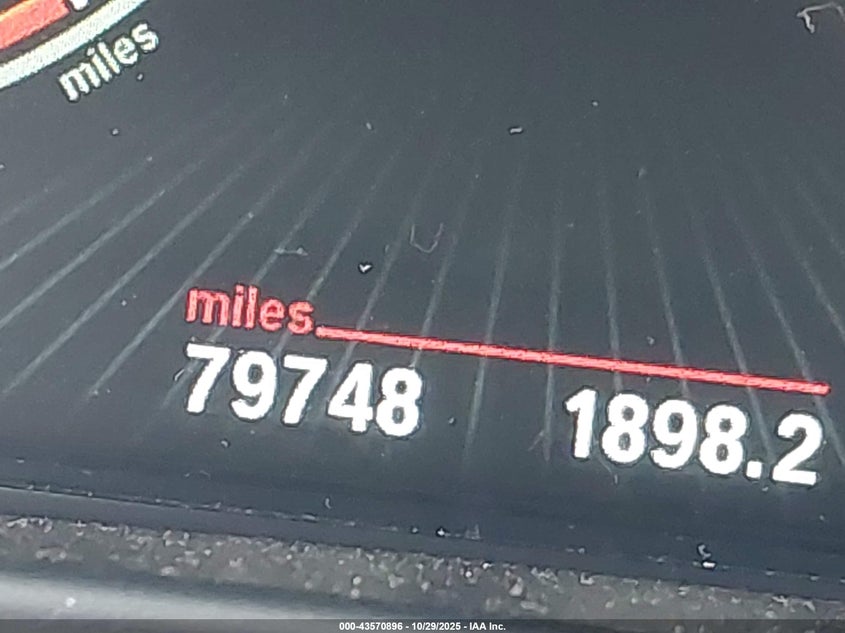 miles
miles
79748 1898.2
000-43570896 - 10/29/2025 - IAA Inc.